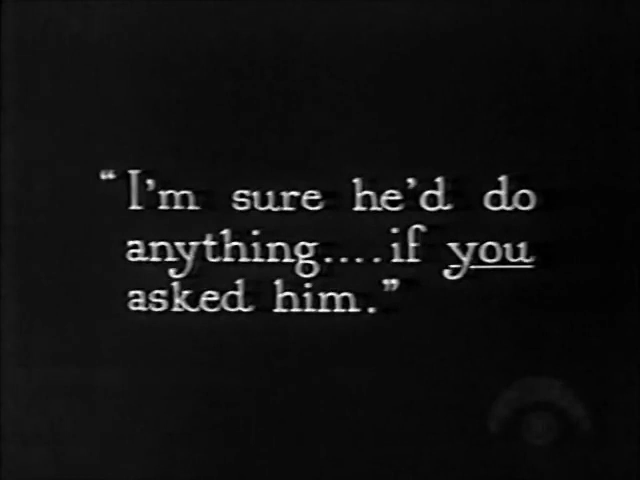 “I'm sure he'd do
anything....if you
asked him.”